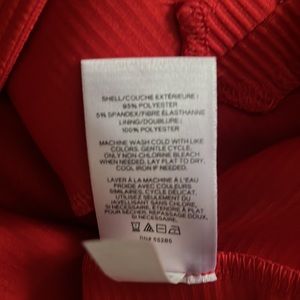 SHELL/COUCHE EXTÉRIEURE:
95% POLYESTER
5% SPANDEX/FIBRE ÉLASTHANNE
LINING/DOUBLURE:
100% POLYESTER
MACHINE WASH COLD WITH LIKE
COLORS. GENTLE CYCLE.
ONLY NON CHLORINE BLEACH
WHEN NEEDED. LAY FLAT TO DRY.
COOL IRON IF NEEDED.
LAVER À LA MACHINE À L'EAU
FROIDE AVEC COULEURS
SIMILAIRES. CYCLE DÉLICAT.
UTILISEZ SEULEMENT DU
JAVELLISANT SANS CHLORE
SI NÉCESSAIRE. ÉTENDRE À PLAT
POUR SÉCHER. REPASSAGE DOUX,
SI NÉCESSAIRE.
RN# 55285